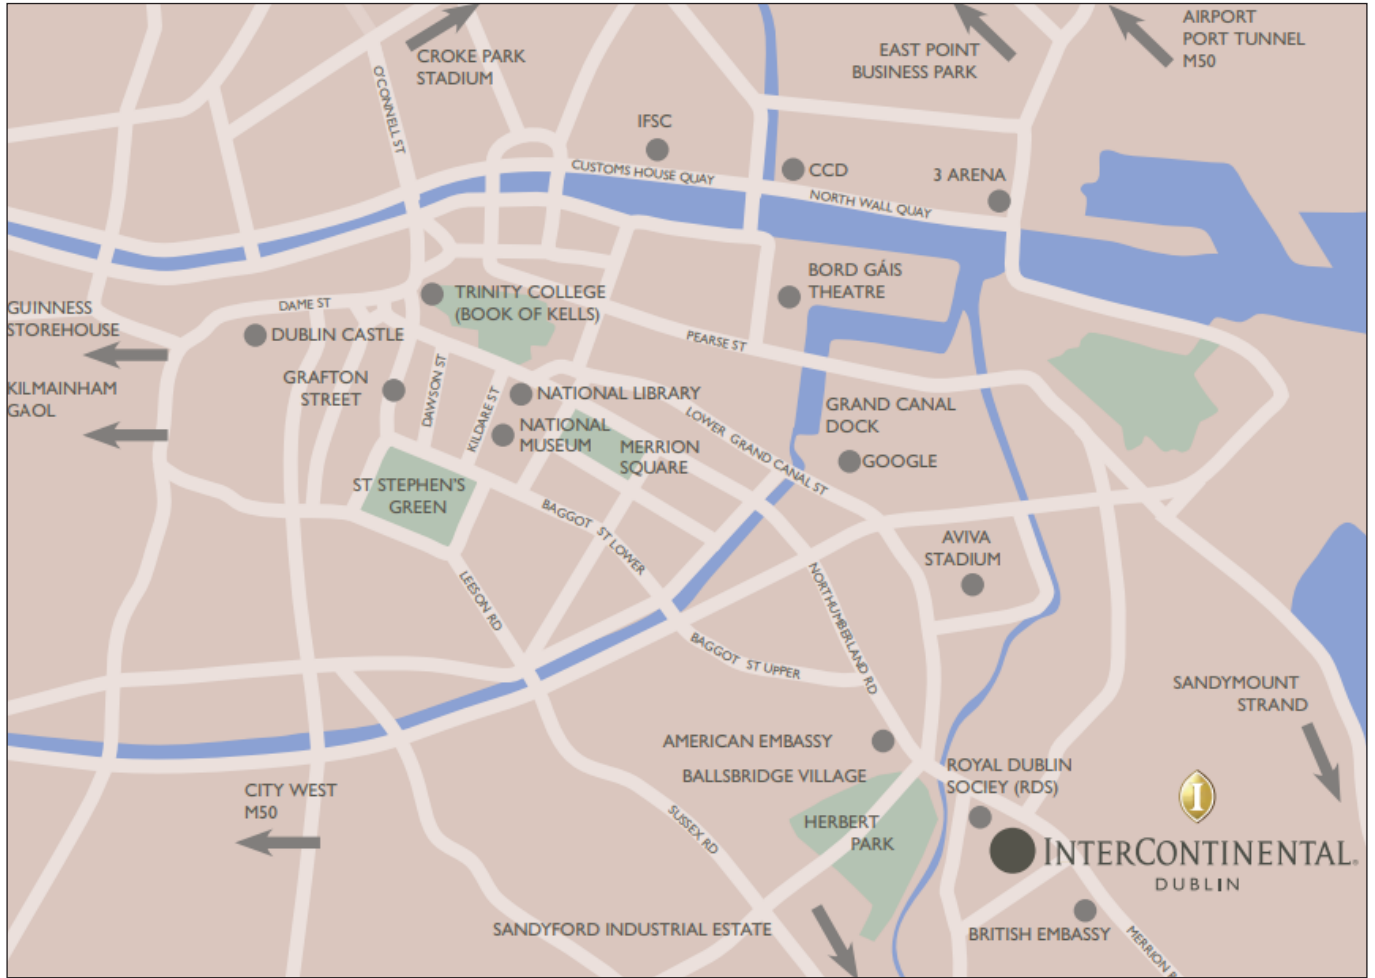 AIRPORT
PORT TUNNEL
M50
EAST POINT
BUSINESS PARK
CROKE PARK
STADIUM
O'CONNELL ST
IFSC
CUSTOMS HOUSE QUAY
CCD
3 ARENA
NORTH WALL QUAY
BORD GÁIS
THEATRE
TRINITY COLLEGE
(BOOK OF KELLS)
DAME ST
GUINNESS
STOREHOUSE
DUBLIN CASTLE
PEARSE ST
KILMAINHAM
GAOL
GRAFTON
STREET
DAWSON ST
KILDARE ST
NATIONAL LIBRARY
NATIONAL
MUSEUM
MERRION
SQUARE
LOWER GRAND CANAL ST
GRAND CANAL
DOCK
GOOGLE
ST STEPHEN'S
GREEN
BAGGOT ST LOWER
AVIVA
STADIUM
LEESON RD
NORTHUMBERLAND RD
BAGGOT ST UPPER
SANDYMOUNT
STRAND
AMERICAN EMBASSY
BALLSBRIDGE VILLAGE
ROYAL DUBLIN
SOCIEY (RDS)
CITY WEST
M50
SUSSEX RD
HERBERT
PARK
I
INTERCONTINENTAL®
DUBLIN
SANDYFORD INDUSTRIAL ESTATE
BRITISH EMBASSY
MERRION R